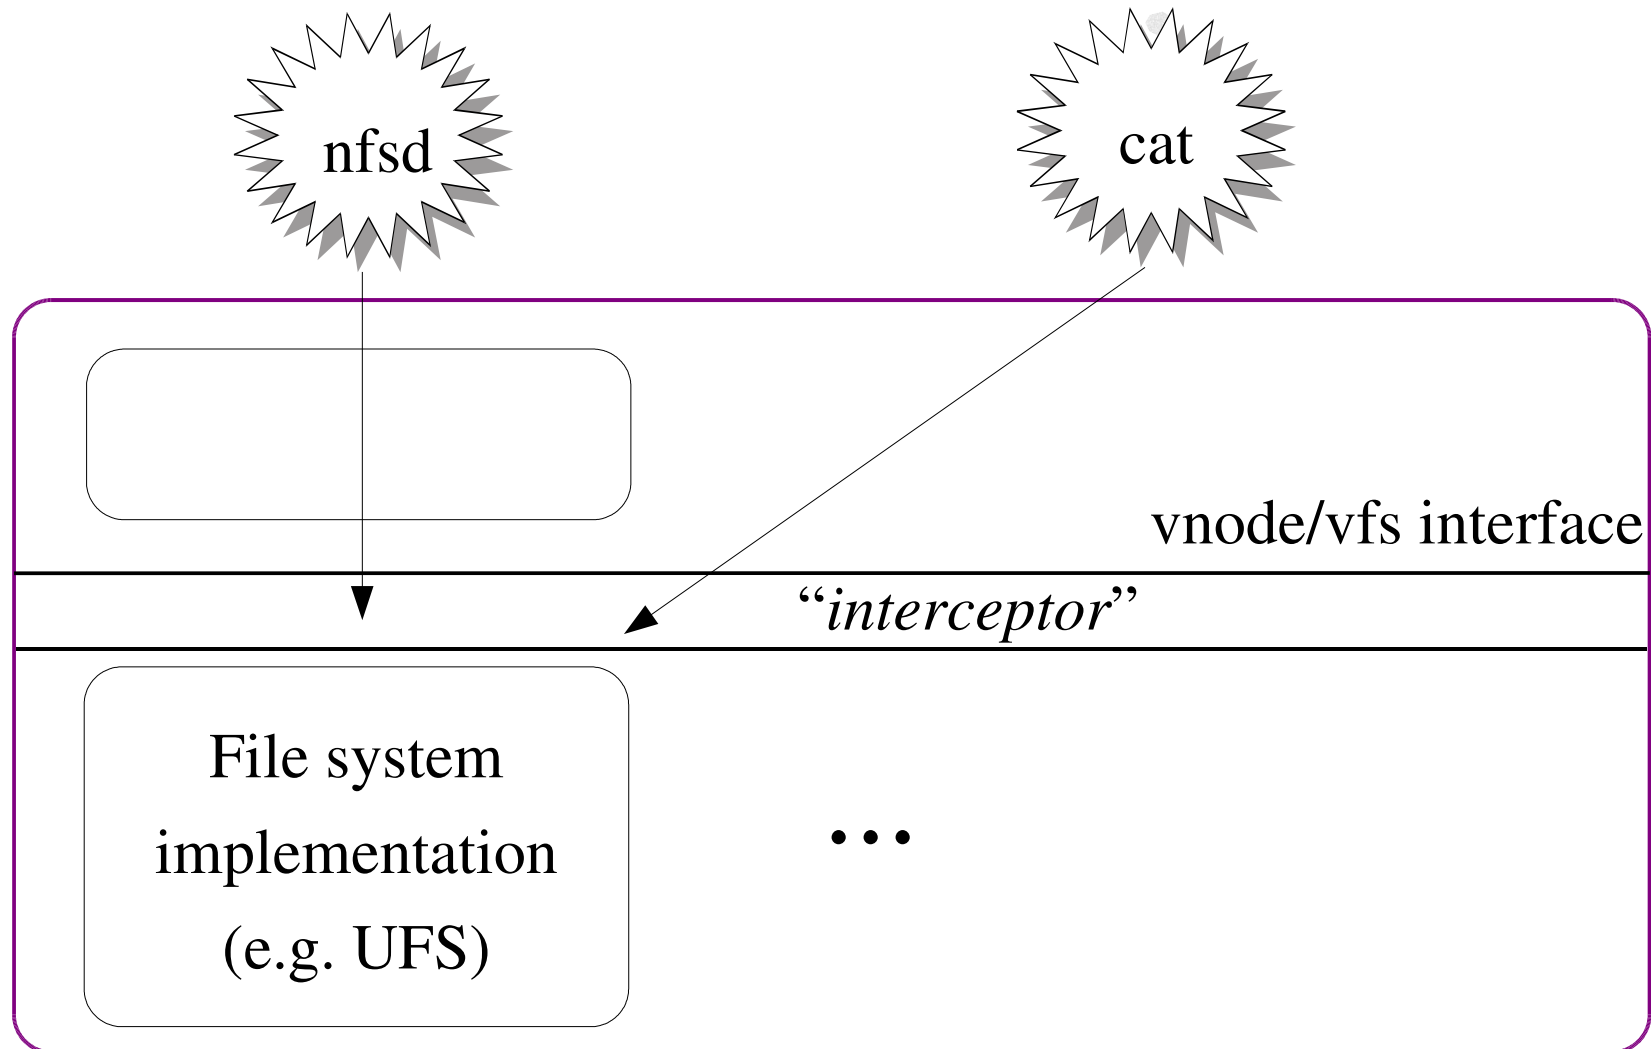 nfsd
cat
vnode/vfs interface
“interceptor”
File system
implementation
(e.g. UFS)
...